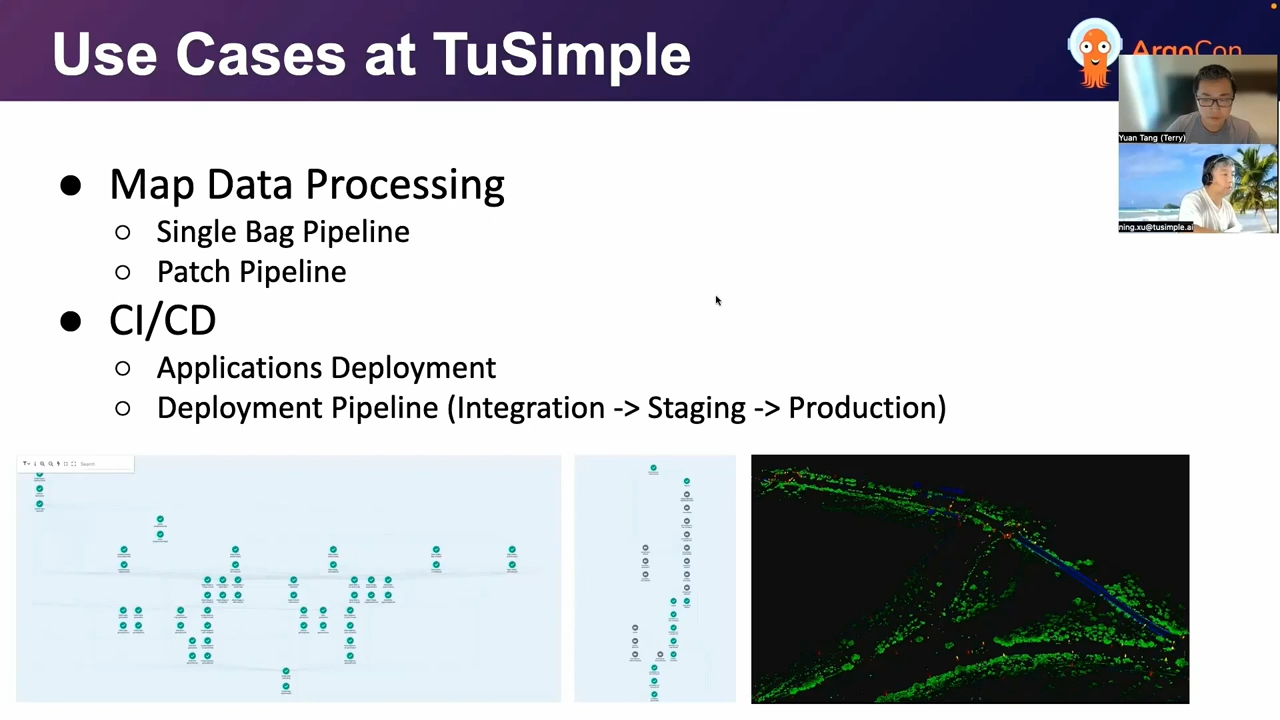 Use Cases at TuSimple
ArgoCon
Yuan Tang (Terry)
ning.xu@tusimple.ai
● Map Data Processing
○ Single Bag Pipeline
○ Patch Pipeline
● CI/CD
○ Applications Deployment
○ Deployment Pipeline (Integration -> Staging -> Production)
Search